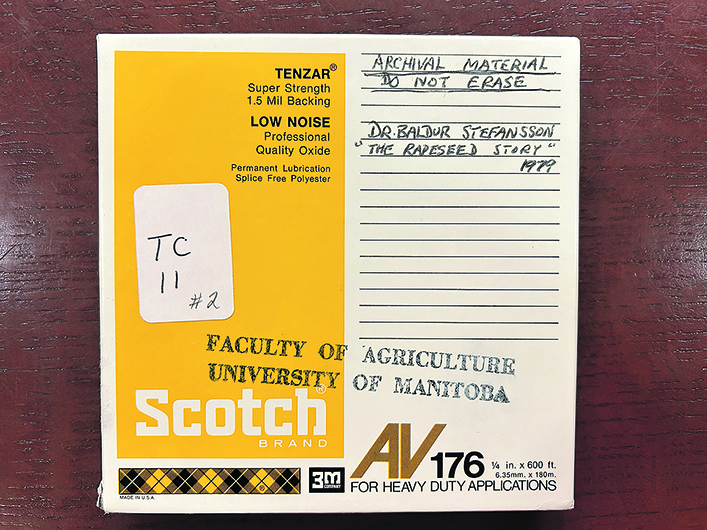 TENZAR®
Super Strength
1.5 Mil Backing
LOW NOISE
Professional
Quality Oxide
Permanent Lubrication
Splice Free Polyester
ARCHIVAL MATERIAL
DO NOT ERASE
DR. BALDUR STEFANSSON
"THE RAPESEED STORY"
1979
TC
11
#2
FACULTY OF AGRICULTURE
UNIVERSITY OF MANITOBA
Scotch®
BRAND
AV 176
¼ in. x 600 ft.
6.35mm. x 180m.
FOR HEAVY DUTY APPLICATIONS
3M
COMPANY
MADE IN U.S.A.